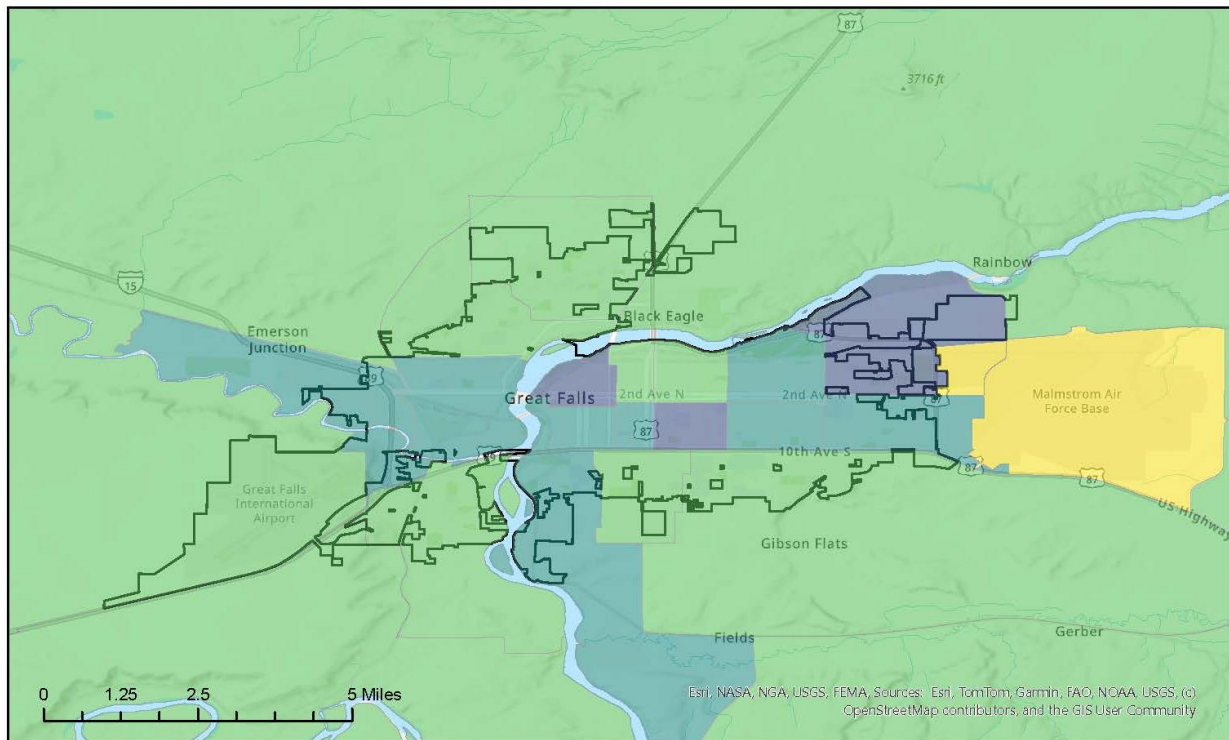 87
3716 ft
Rainbow
15
Emerson
Junction
Black Eagle
87
89
Great Falls
2nd Ave N
2nd Ave N
87
Malmstrom Air
Force Base
87
89
10th Ave S
87
87
US Highway
Great Falls
International
Airport
Gibson Flats
Fields
Gerber
0 1.25 2.5 5 Miles
Esri, NASA, NGA, USGS, FEMA, Sources: Esri, TomTom, Garmin, FAO, NOAA, USGS, (c)
OpenStreetMap contributors, and the GIS User Community